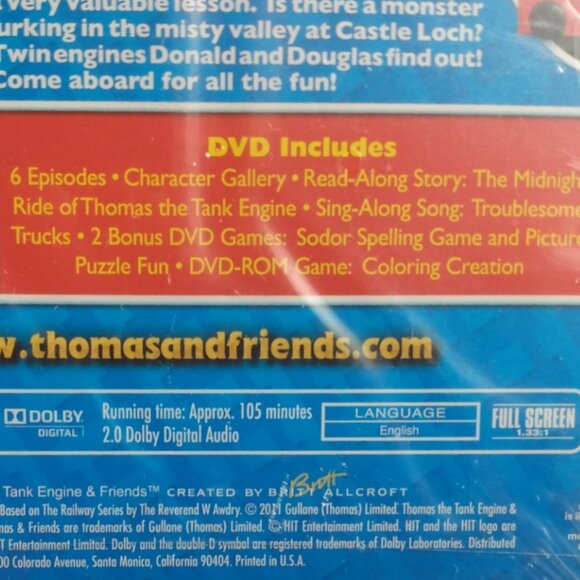 a very valuable lesson. Is there a monster
urking in the misty valley at Castle Loch?
Twin engines Donald and Douglas find out!
Come aboard for all the fun!
DVD Includes
6 Episodes • Character Gallery • Read-Along Story: The Midnigh
Ride of Thomas the Tank Engine • Sing-Along Song: Troublesom
Trucks • 2 Bonus DVD Games: Sodor Spelling Game and Pictur
Puzzle Fun • DVD-ROM Game: Coloring Creation
w.thomasandfriends.com
DOLBY
DIGITAL
Running time: Approx. 105 minutes
2.0 Dolby Digital Audio
LANGUAGE
English
FULL SCREEN
1.33:1
Tank Engine & Friends™ CREATED BY BRITT ALLCROFT
Britt
Based on The Railway Series by The Reverend W Awdry. © 2011 Gullane (Thomas) Limited. Thomas the Tank Engine &
mas & Friends are trademarks of Gullane (Thomas) Limited. © HIT Entertainment Limited. HIT and the HIT logo are
T Entertainment Limited. Dolby and the double-D symbol are registered trademarks of Dolby Laboratories. Distributed
00 Colorado Avenue, Santa Monica, California 90404. Printed in U.S.A.